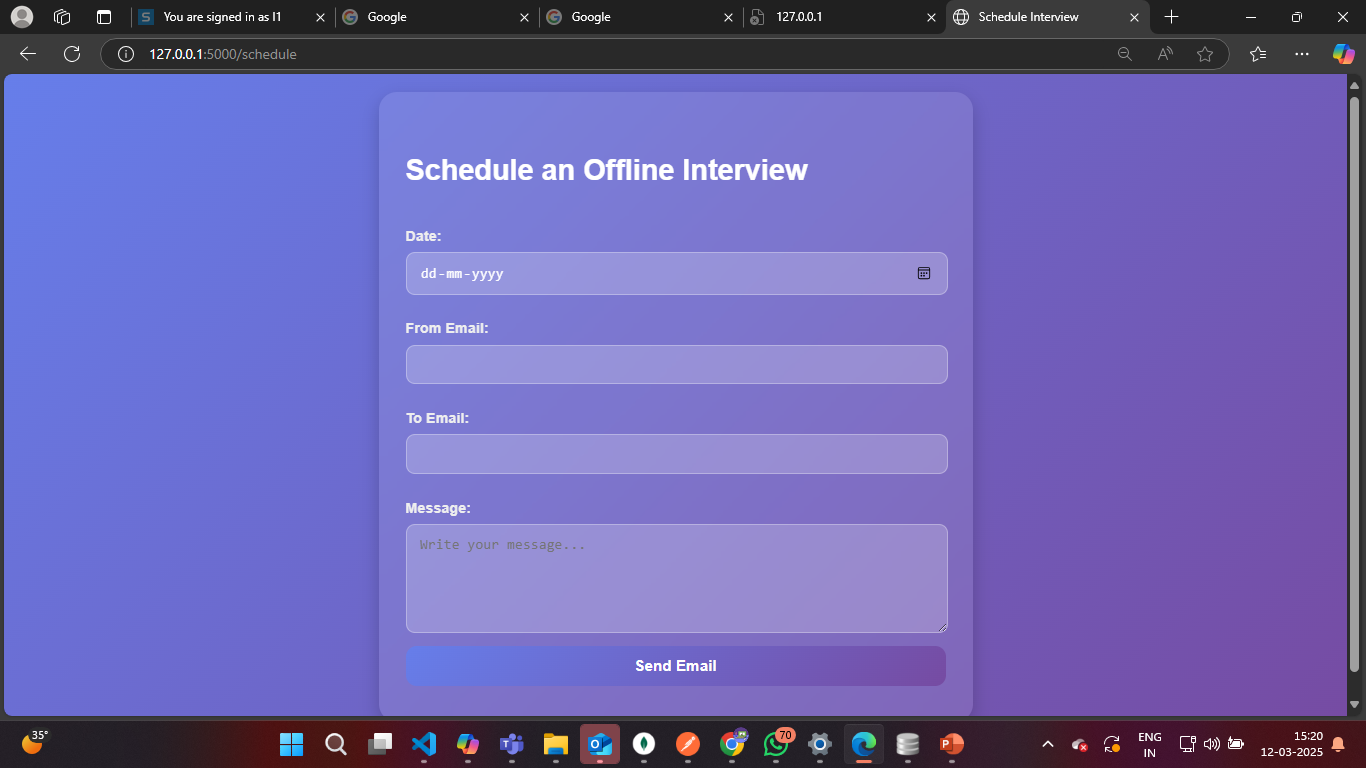 You are signed in as I1
Google
Google
127.0.0.1
Schedule Interview
127.0.0.1:5000/schedule
Schedule an Offline Interview
Date:
dd-mm-yyyy
From Email:
To Email:
Message:
Write your message...
Send Email
35°
70
ENG
IN
15:20
12-03-2025